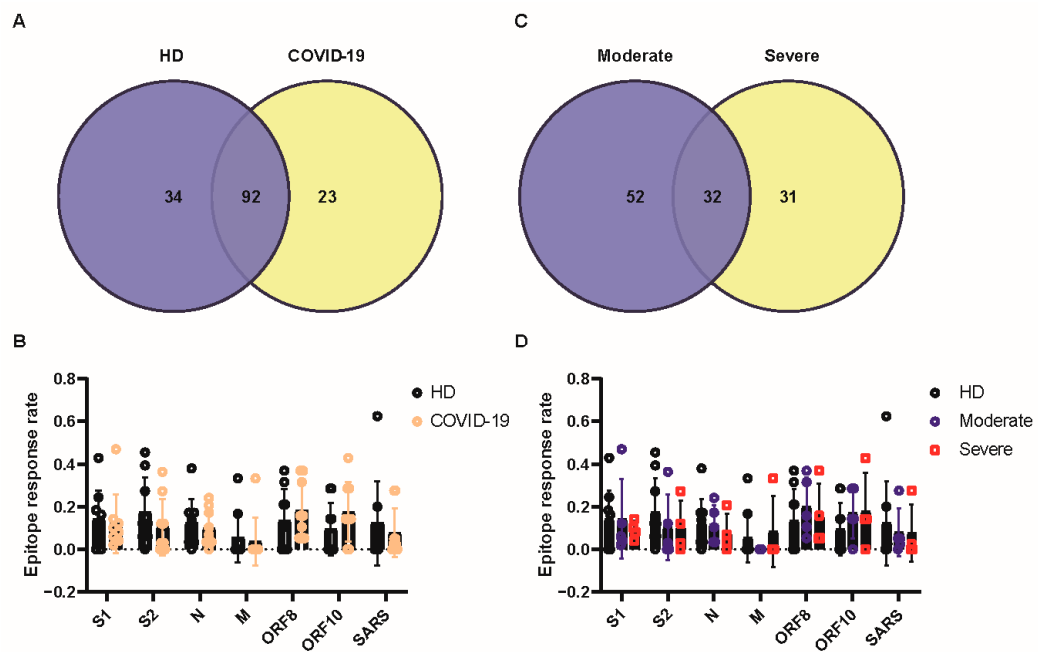 A
C
HD
COVID-19
Moderate
Severe
34
92
23
52
32
31
B
D
Epitope response rate
0.8
0.6
0.4
0.2
0.0
−0.2
S1
S2
N
M
ORF8
ORF10
SARS
HD
COVID-19
Epitope response rate
0.8
0.6
0.4
0.2
0.0
−0.2
S1
S2
N
M
ORF8
ORF10
SARS
HD
Moderate
Severe